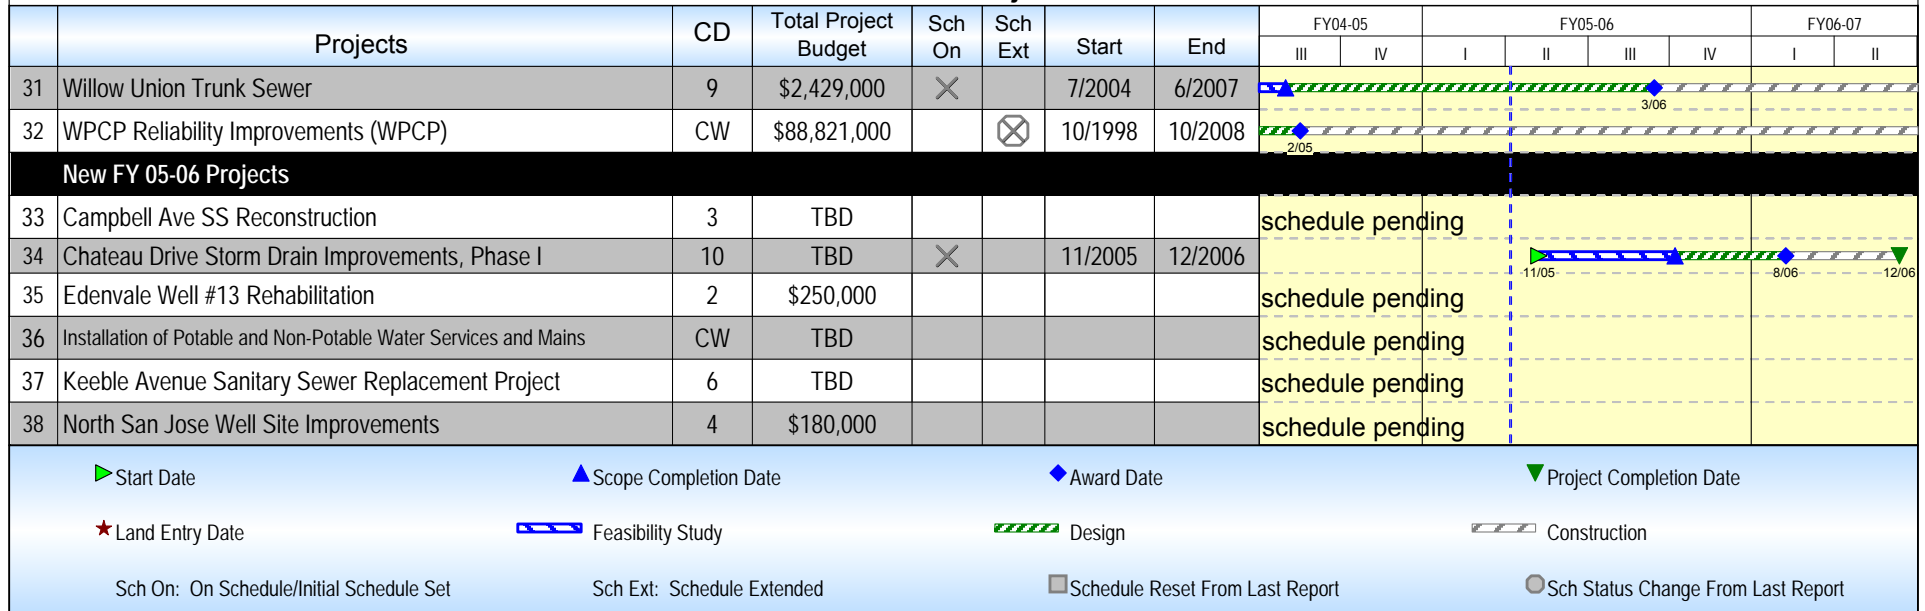 Projects CD Total Project Budget Sch On Sch Ext Start End FY04-05 FY05-06 FY06-07
III IV I II III IV I II
31 Willow Union Trunk Sewer 9 $2,429,000 7/2004 6/2007 3/06
32 WPCP Reliability Improvements (WPCP) CW $88,821,000 10/1998 10/2008 2/05
New FY 05-06 Projects
33 Campbell Ave SS Reconstruction 3 TBD schedule pending
34 Chateau Drive Storm Drain Improvements, Phase I 10 TBD 11/2005 12/2006 11/05 8/06 12/06
35 Edenvale Well #13 Rehabilitation 2 $250,000 schedule pending
36 Installation of Potable and Non-Potable Water Services and Mains CW TBD schedule pending
37 Keeble Avenue Sanitary Sewer Replacement Project 6 TBD schedule pending
38 North San Jose Well Site Improvements 4 $180,000 schedule pending
Start Date Scope Completion Date Award Date Project Completion Date
Land Entry Date Feasibility Study Design Construction
Sch On: On Schedule/Initial Schedule Set Sch Ext: Schedule Extended Schedule Reset From Last Report Sch Status Change From Last Report